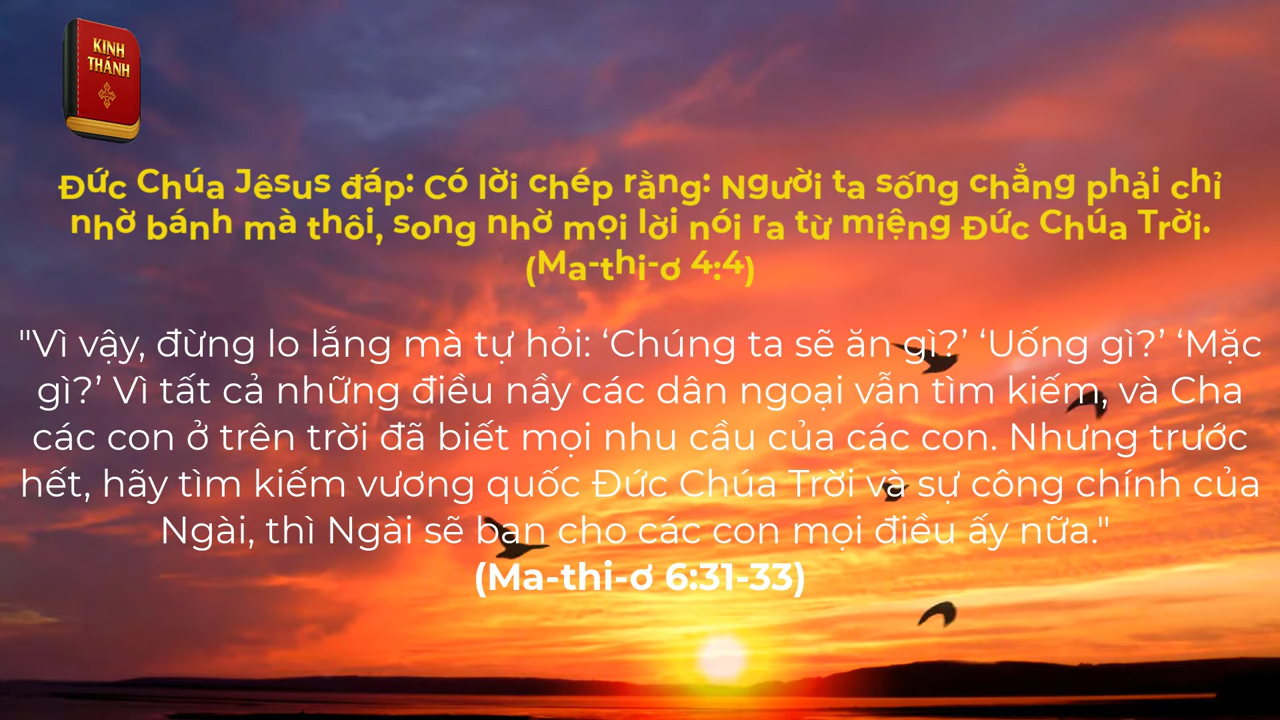 KINH
THÁNH
Đức Chúa Jêsus đáp: Có lời chép rằng: Người ta sống chẳng phải chỉ
nhờ bánh mà thôi, song nhờ mọi lời nói ra từ miệng Đức Chúa Trời.
(Ma-thi-ơ 4:4)
"Vì vậy, đừng lo lắng mà tự hỏi: ‘Chúng ta sẽ ăn gì?’ ‘Uống gì?’ ‘Mặc
gì?’ Vì tất cả những điều nầy các dân ngoại vẫn tìm kiếm, và Cha
các con ở trên trời đã biết mọi nhu cầu của các con. Nhưng trước
hết, hãy tìm kiếm vương quốc Đức Chúa Trời và sự công chính của
Ngài, thì Ngài sẽ ban cho các con mọi điều ấy nữa."
(Ma-thi-ơ 6:31-33)